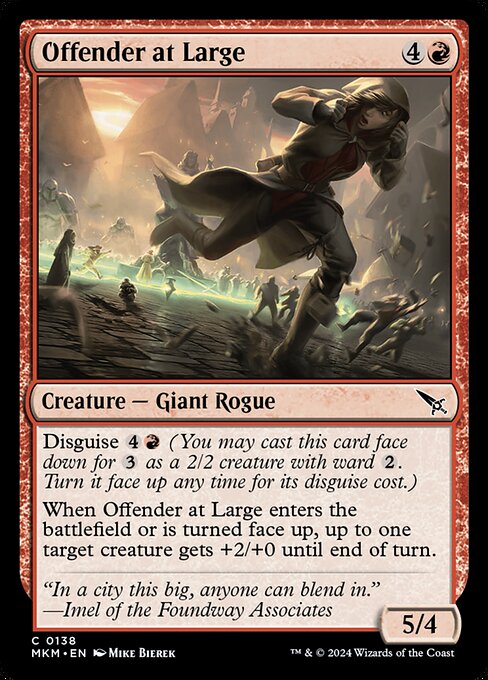 Offender at Large 4
Creature — Giant Rogue
Disguise 4 (You may cast this card face
down for 3 as a 2/2 creature with ward 2.
Turn it face up any time for its disguise cost.)
When Offender at Large enters the
battlefield or is turned face up, up to one
target creature gets +2/+0 until end of turn.
“In a city this big, anyone can blend in.”
—Imel of the Foundway Associates
5/4
C 0138
MKM • EN Mike Bierek
™ & © 2024 Wizards of the Coast